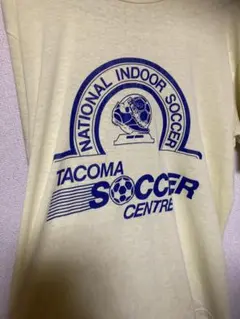 NATIONAL INDOOR SOCCER
TACOMA
SOCCER
CENTRE